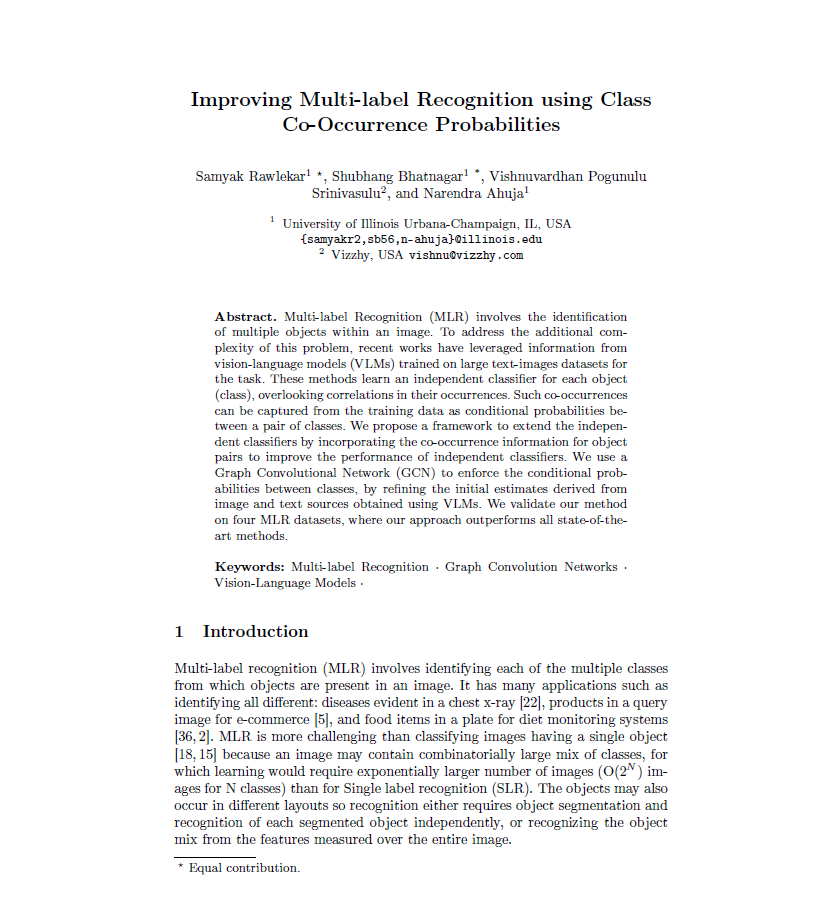 Improving Multi-label Recognition using Class
Co-Occurrence Probabilities
Samyak Rawlekar1 *, Shubhang Bhatnagar1 *, Vishnuvardhan Pogunulu
Srinivasulu2, and Narendra Ahuja1
1 University of Illinois Urbana-Champaign, IL, USA
{samyakr2,sb56,n-ahuja}@illinois.edu
2 Vizzhy, USA vishnu@vizzhy.com
Abstract. Multi-label Recognition (MLR) involves the identification
of multiple objects within an image. To address the additional com-
plexity of this problem, recent works have leveraged information from
vision-language models (VLMs) trained on large text-images datasets for
the task. These methods learn an independent classifier for each object
(class), overlooking correlations in their occurrences. Such co-occurrences
can be captured from the training data as conditional probabilities be-
tween a pair of classes. We propose a framework to extend the indepen-
dent classifiers by incorporating the co-occurrence information for object
pairs to improve the performance of independent classifiers. We use a
Graph Convolutional Network (GCN) to enforce the conditional prob-
abilities between classes, by refining the initial estimates derived from
image and text sources obtained using VLMs. We validate our method
on four MLR datasets, where our approach outperforms all state-of-the-
art methods.
Keywords: Multi-label Recognition · Graph Convolution Networks ·
Vision-Language Models ·
1 Introduction
Multi-label recognition (MLR) involves identifying each of the multiple classes
from which objects are present in an image. It has many applications such as
identifying all different: diseases evident in a chest x-ray [22], products in a query
image for e-commerce [5], and food items in a plate for diet monitoring systems
[36, 2]. MLR is more challenging than classifying images having a single object
[18, 15] because an image may contain combinatorially large mix of classes, for
which learning would require exponentially larger number of images (O(2^N) im-
ages for N classes) than for Single label recognition (SLR). The objects may also
occur in different layouts so recognition either requires object segmentation and
recognition of each segmented object independently, or recognizing the object
mix from the features measured over the entire image.
* Equal contribution.